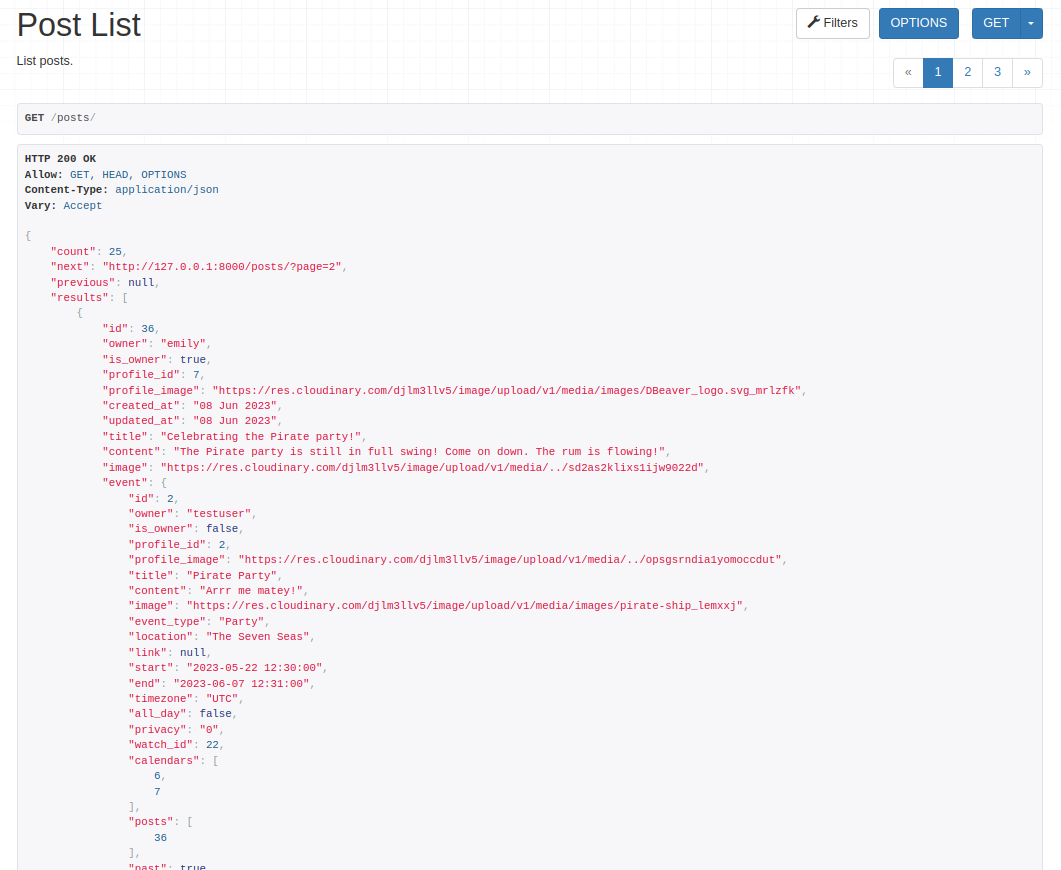 Post List
Filters
OPTIONS
GET
List posts.
« 1 2 3 »
GET /posts/
HTTP 200 OK
Allow: GET, HEAD, OPTIONS
Content-Type: application/json
Vary: Accept
{
    "count": 25,
    "next": "http://127.0.0.1:8000/posts/?page=2",
    "previous": null,
    "results": [
        {
            "id": 36,
            "owner": "emily",
            "is_owner": true,
            "profile_id": 7,
            "profile_image": "https://res.cloudinary.com/djlm3llv5/image/upload/v1/media/images/DBeaver_logo.svg_mrlzfk",
            "created_at": "08 Jun 2023",
            "updated_at": "08 Jun 2023",
            "title": "Celebrating the Pirate party!",
            "content": "The Pirate party is still in full swing! Come on down. The rum is flowing!",
            "image": "https://res.cloudinary.com/djlm3llv5/image/upload/v1/media/../sd2as2klixs1ijw9022d",
            "event": {
                "id": 2,
                "owner": "testuser",
                "is_owner": false,
                "profile_id": 2,
                "profile_image": "https://res.cloudinary.com/djlm3llv5/image/upload/v1/media/../opsgsrndia1yomoccdut",
                "title": "Pirate Party",
                "content": "Arrr me matey!",
                "image": "https://res.cloudinary.com/djlm3llv5/image/upload/v1/media/images/pirate-ship_lemxxj",
                "event_type": "Party",
                "location": "The Seven Seas",
                "link": null,
                "start": "2023-05-22 12:30:00",
                "end": "2023-06-07 12:31:00",
                "timezone": "UTC",
                "all_day": false,
                "privacy": "0",
                "watch_id": 22,
                "calendars": [
                    6,
                    7
                ],
                "posts": [
                    36
                ],
                "past": true,